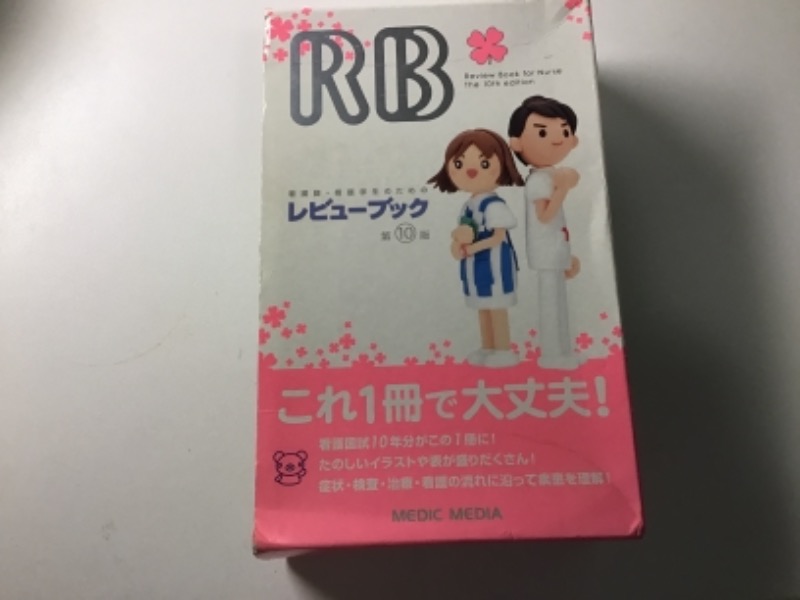 RB
Review Book for Nurse
the 10th edition
看護師・看護学生のための
レビューブック
第10版
これ1冊で大丈夫!
看護国試10年分がこの1冊に!
たのしいイラストや表が盛りだくさん!
症状・検査・治療・看護の流れに沿って疾患を理解!
MEDIC MEDIA